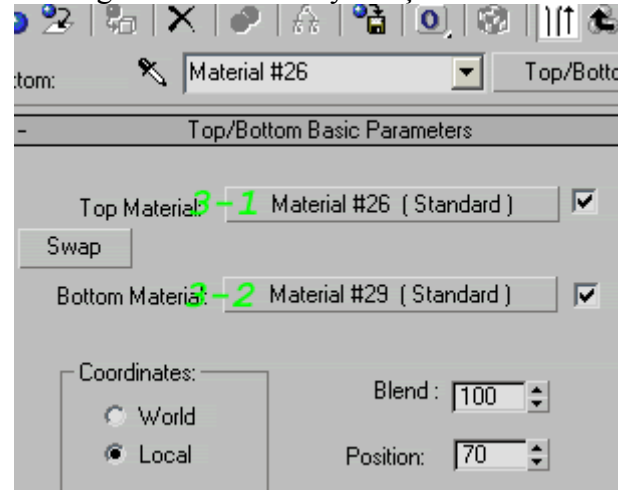 tom:
Material #26
Top/Botto
- Top/Bottom Basic Parameters
Top Material: 3-1 Material #26 ( Standard )
Swap
Bottom Material: 3-2 Material #29 ( Standard )
Coordinates:
World
Local
Blend : 100
Position: 70